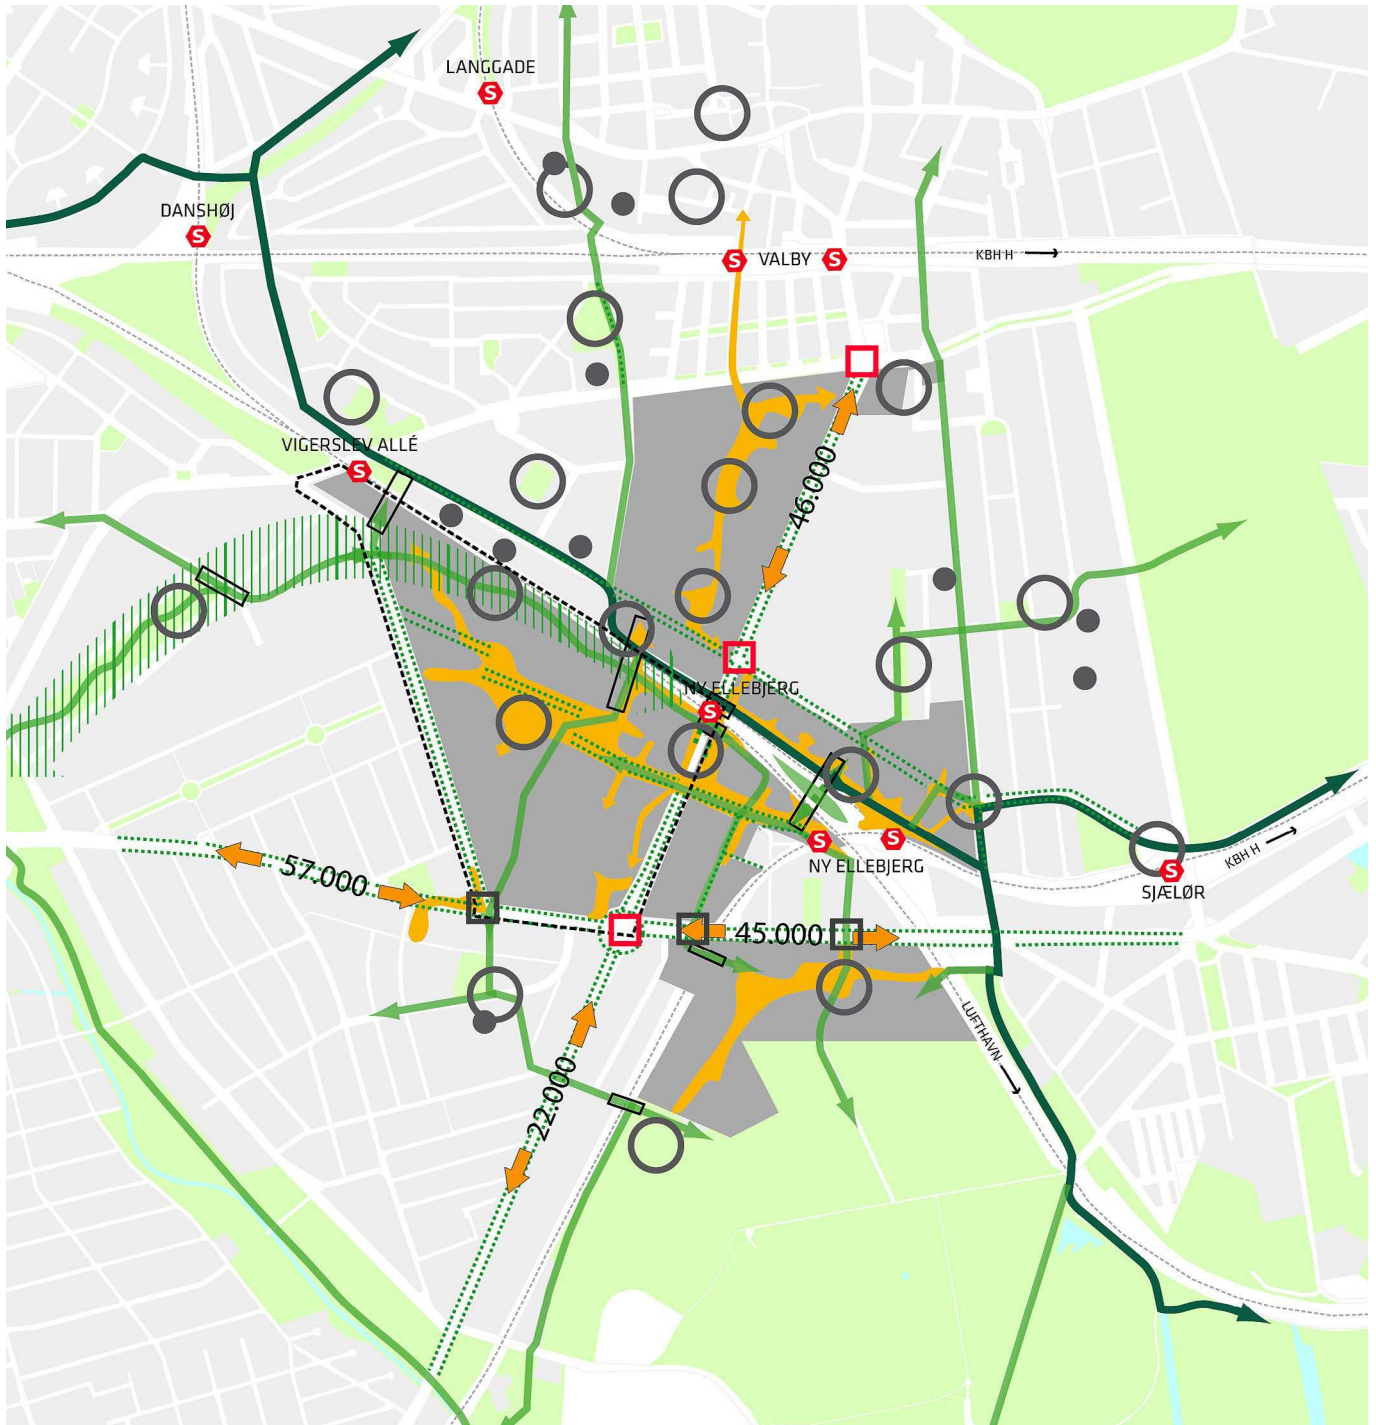 LANGGADE
S
DANSHØJ
S
S VALBY S
KBH H
VIGERSLEV ALLÉ
S
46.000
NY ELLEBJERG
S
S
S
NY ELLEBJERG
KBH H
S
SJÆLØR
57.000
45.000
LUFTHAVN
22.000